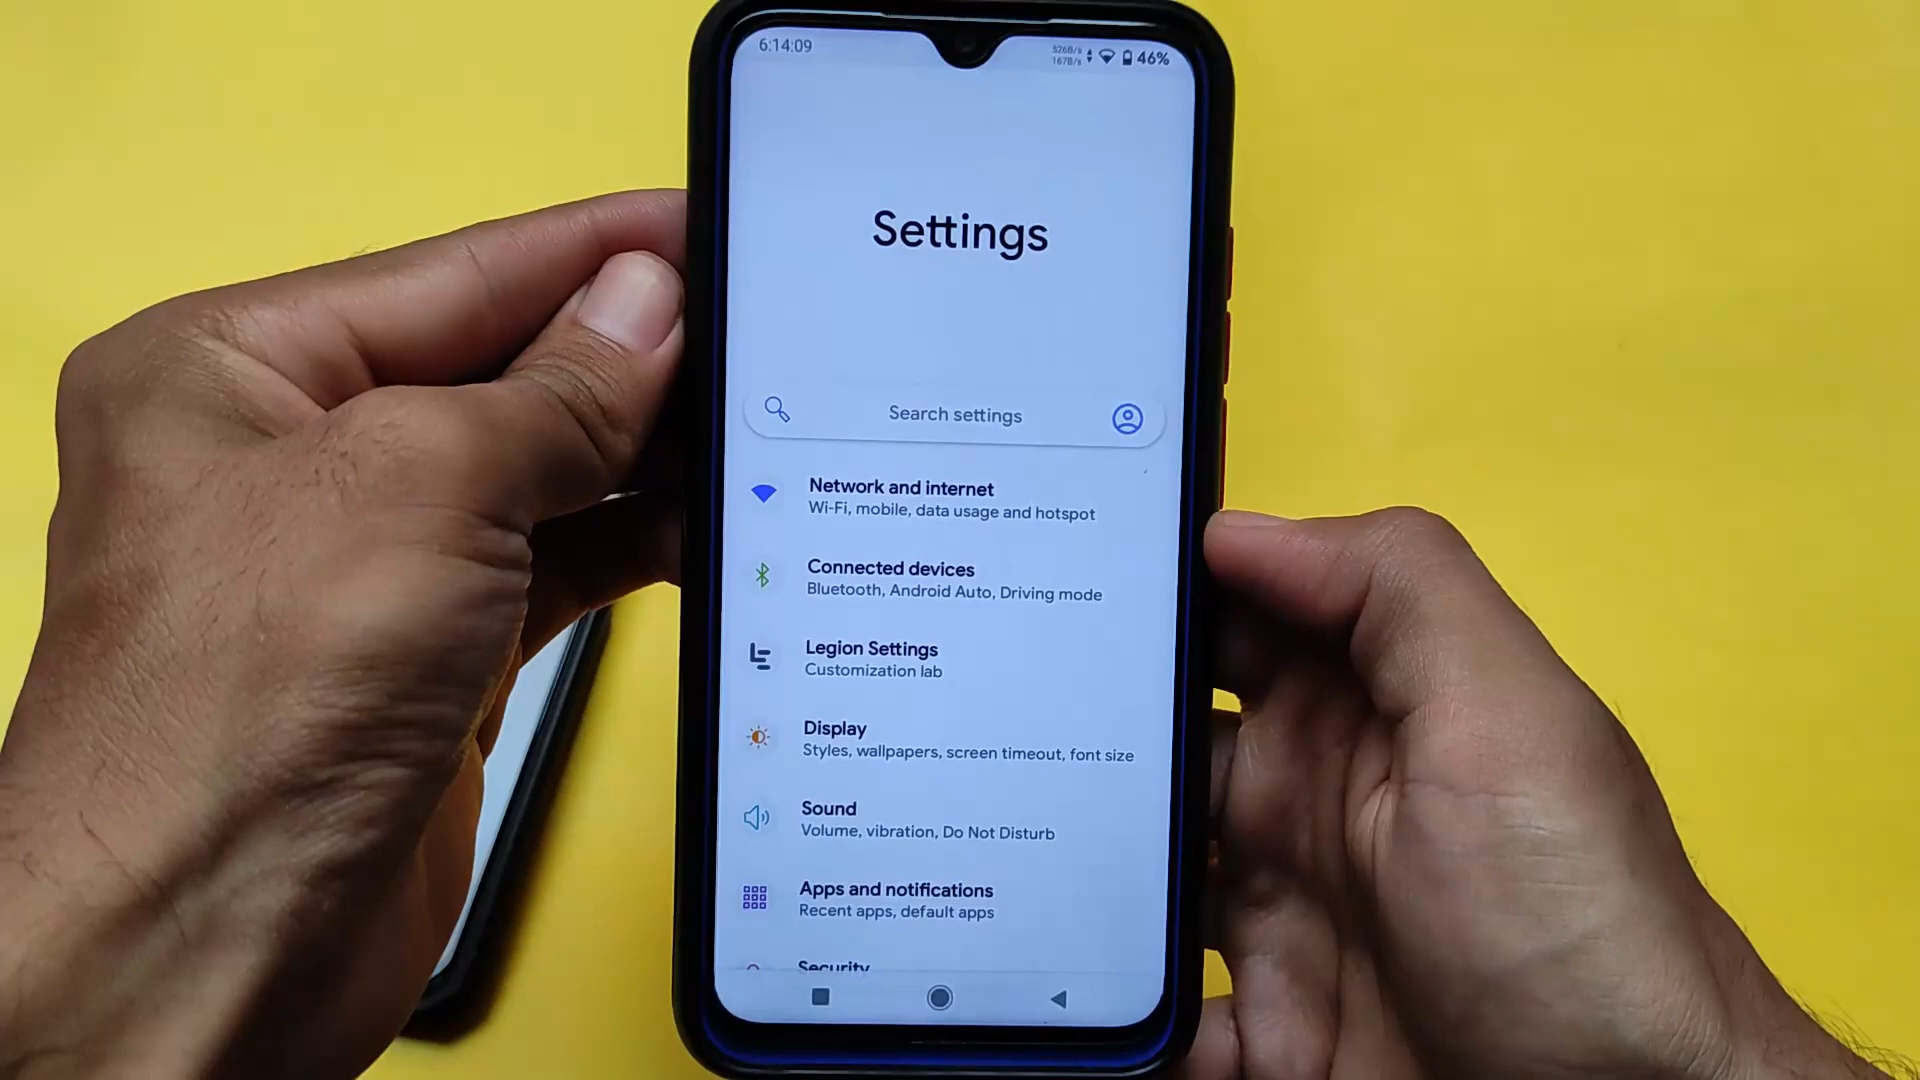 6:14:09
526B/s
167B/s
46%
Settings
Search settings
Network and internet
Wi-Fi, mobile, data usage and hotspot
Connected devices
Bluetooth, Android Auto, Driving mode
Legion Settings
Customization lab
Display
Styles, wallpapers, screen timeout, font size
Sound
Volume, vibration, Do Not Disturb
Apps and notifications
Recent apps, default apps
Security